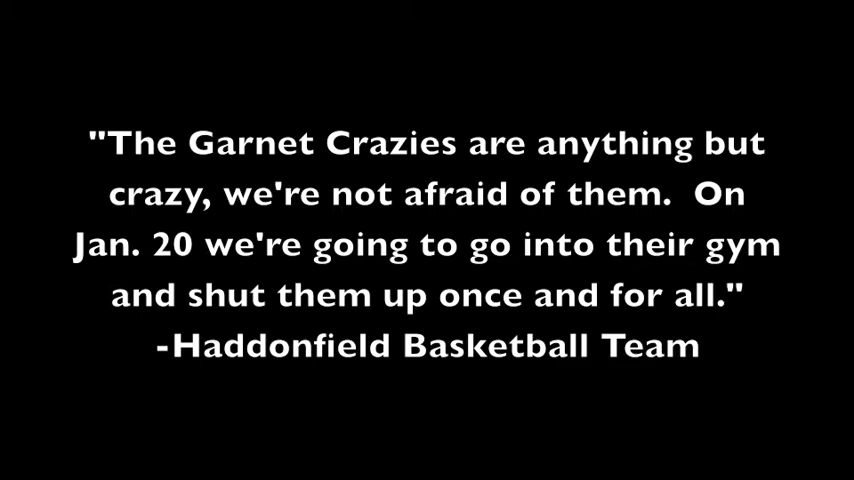 "The Garnet Crazies are anything but
crazy, we're not afraid of them.  On
Jan. 20 we're going to go into their gym
and shut them up once and for all."
-Haddonfield Basketball Team